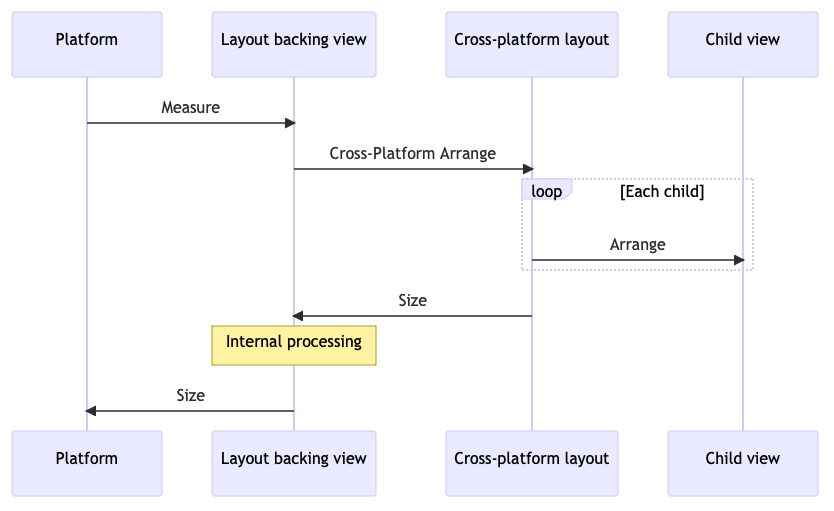 Platform
Layout backing view
Cross-platform layout
Child view
Measure
Cross-Platform Arrange
loop
[Each child]
Arrange
Size
Internal processing
Size
Platform
Layout backing view
Cross-platform layout
Child view